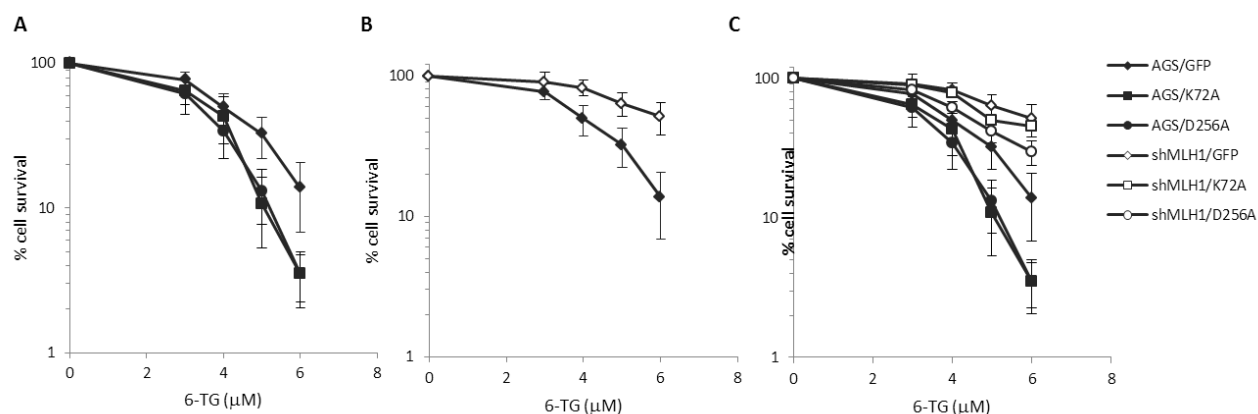 A
B
C
100
10
1
% cell survival
0
2
4
6
8
6-TG (μM)
100
10
1
% cell survival
0
2
4
6
8
6-TG (μM)
100
10
1
% cell survival
0
2
4
6
8
6-TG (μM)
AGS/GFP
AGS/K72A
AGS/D256A
shMLH1/GFP
shMLH1/K72A
shMLH1/D256A